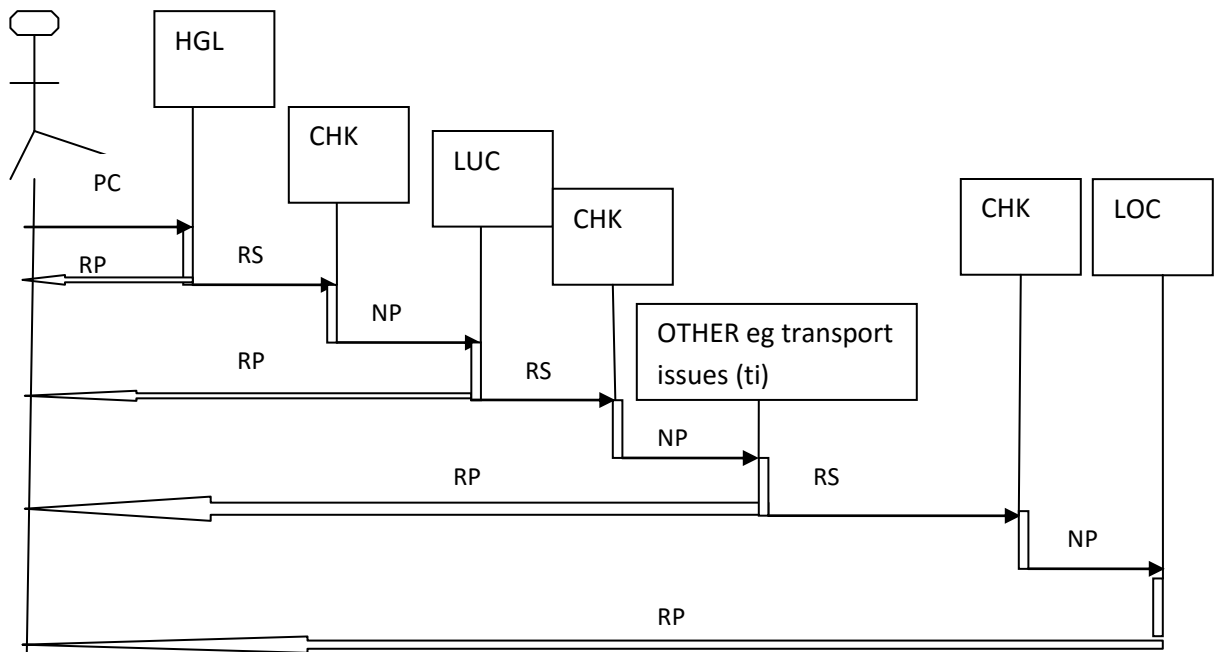 HGL
CHK
LUC
PC
CHK
CHK
LOC
RP
RS
NP
OTHER eg transport
issues (ti)
RP
RS
NP
RP
RS
NP
RP